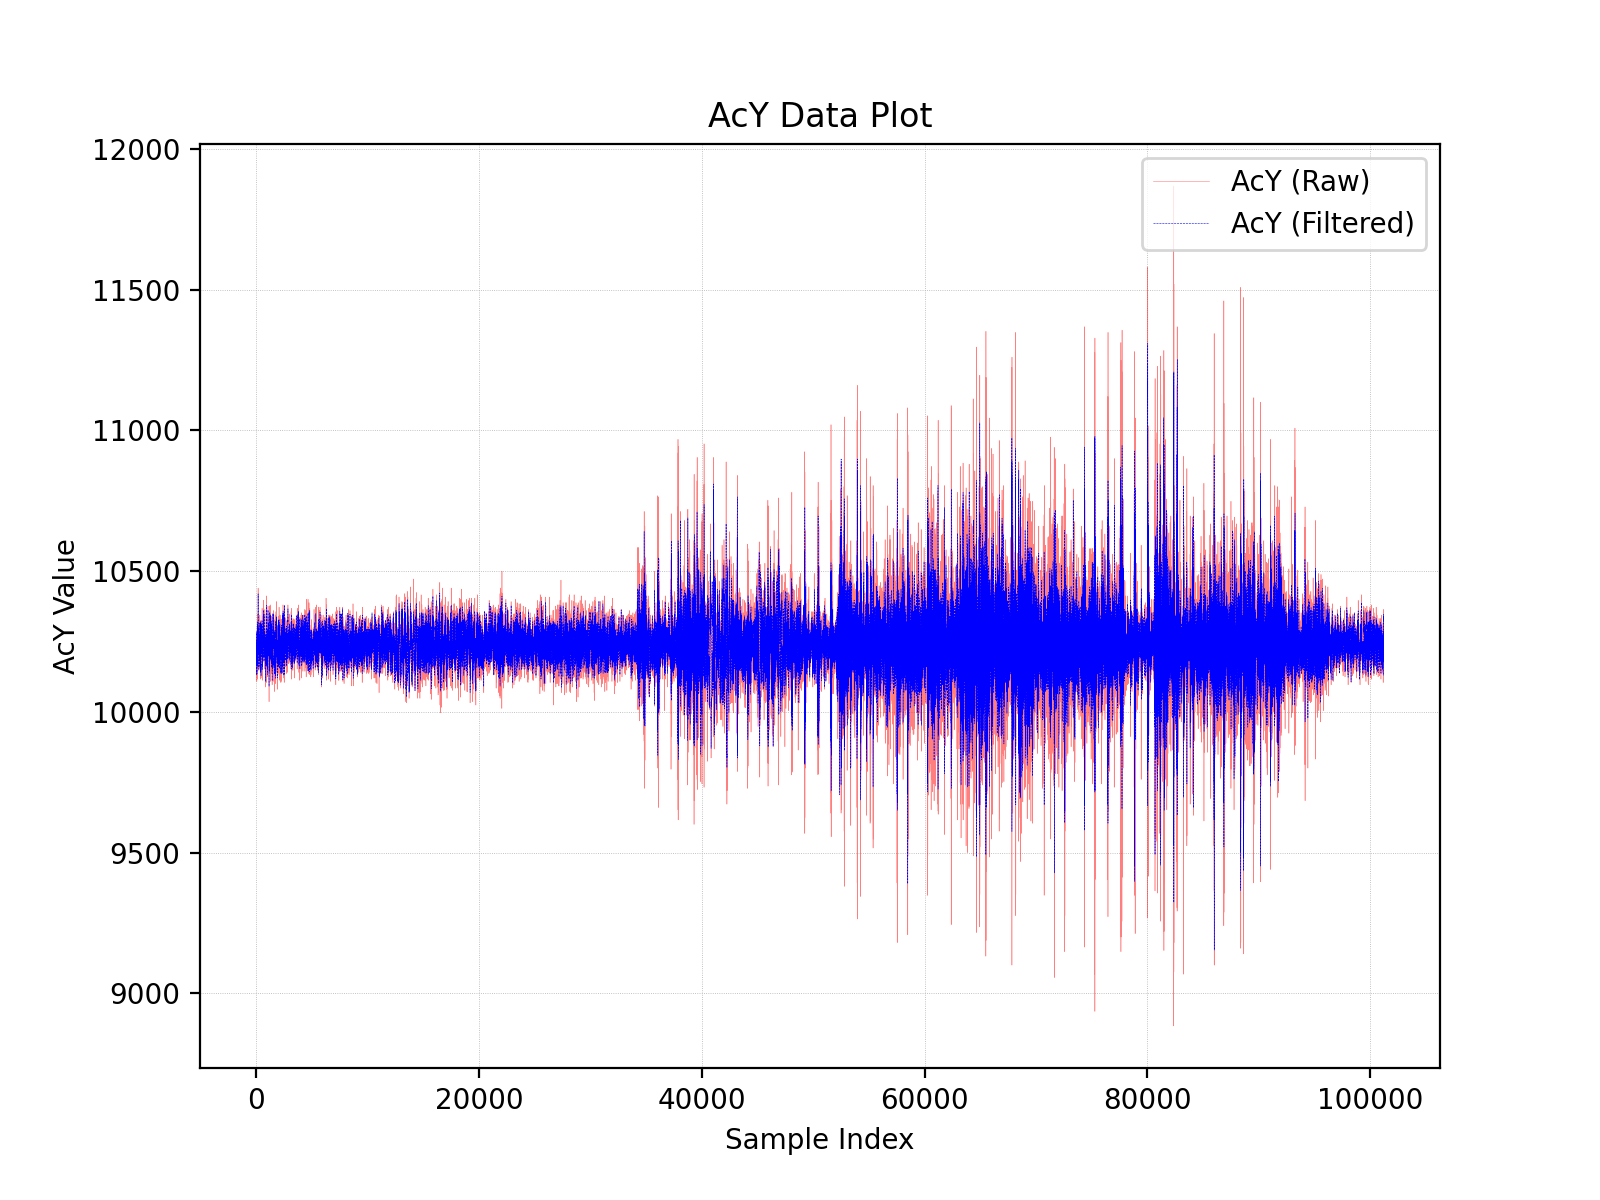 AcY Data Plot
AcY (Raw)
AcY (Filtered)
12000
11500
11000
10500
10000
9500
9000
AcY Value
0 20000 40000 60000 80000 100000
Sample Index